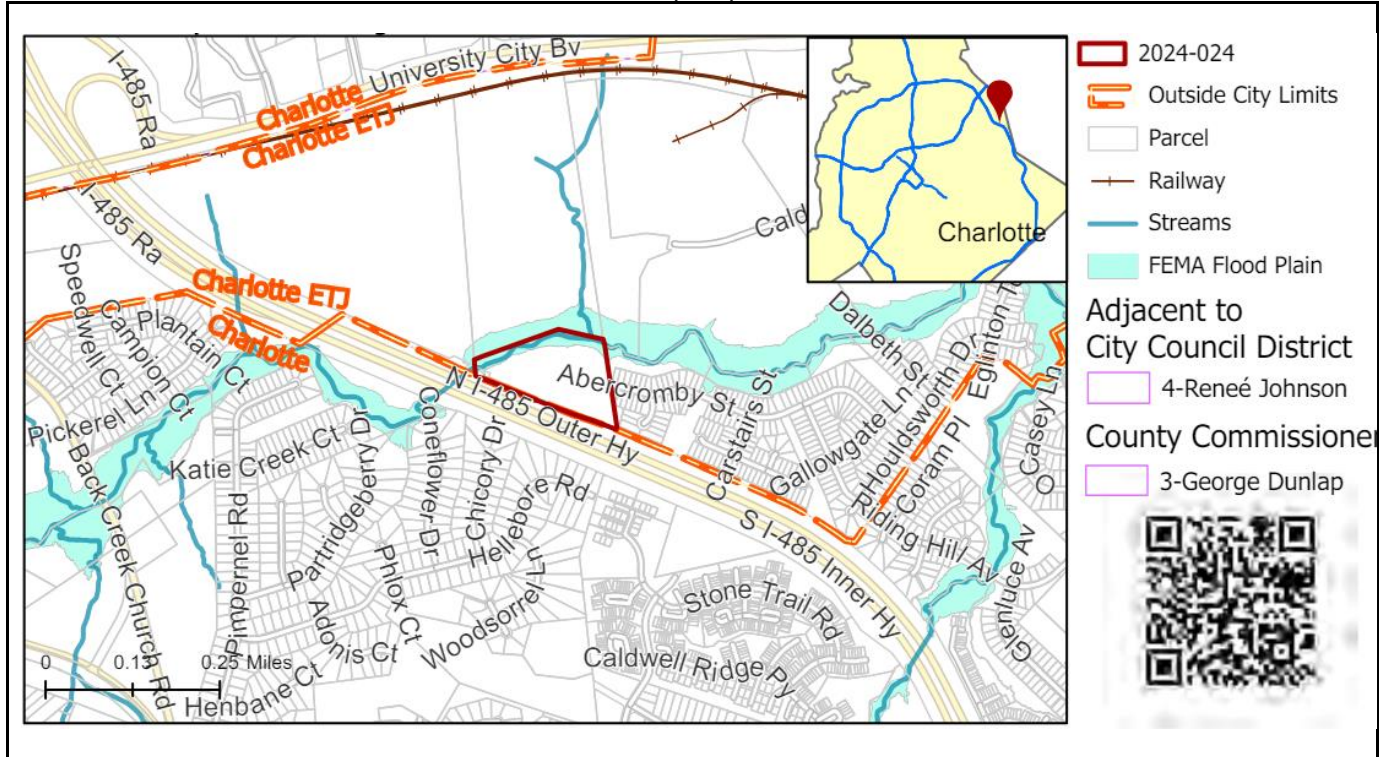 I-485 Ra
University City Bv
Charlotte
Charlotte ETJ
I-485 Ra
Cald
Charlotte
Charlotte ETJ
Charlotte
Speedwell Ct
Campion Ct
Plantain Ct
Pickerel Ln
Back Creek Church Rd
Katie Creek Ct
Pimpernel Rd
Partridgeberry Dr
Coneflower Dr
Chicory Dr
Hellebore Rd
N I-485 Outer Hy
Abercromby St
Carstairs St
Dalbeth St
Gallowgate Ln
Houldsworth Dr
Eglinton
Coram Pl
Riding Hill Av
Casey Ln
Glenluce Av
S I-485 Inner Hy
Stone Trail Rd
Caldwell Ridge Py
Woodsorrel Ln
Phlox Ct
Adonis Ct
Henbane Ct
0 0.13 0.25 Miles
2024-024
Outside City Limits
Parcel
Railway
Streams
FEMA Flood Plain
Adjacent to
City Council District
4-Reneé Johnson
County Commissioner
3-George Dunlap